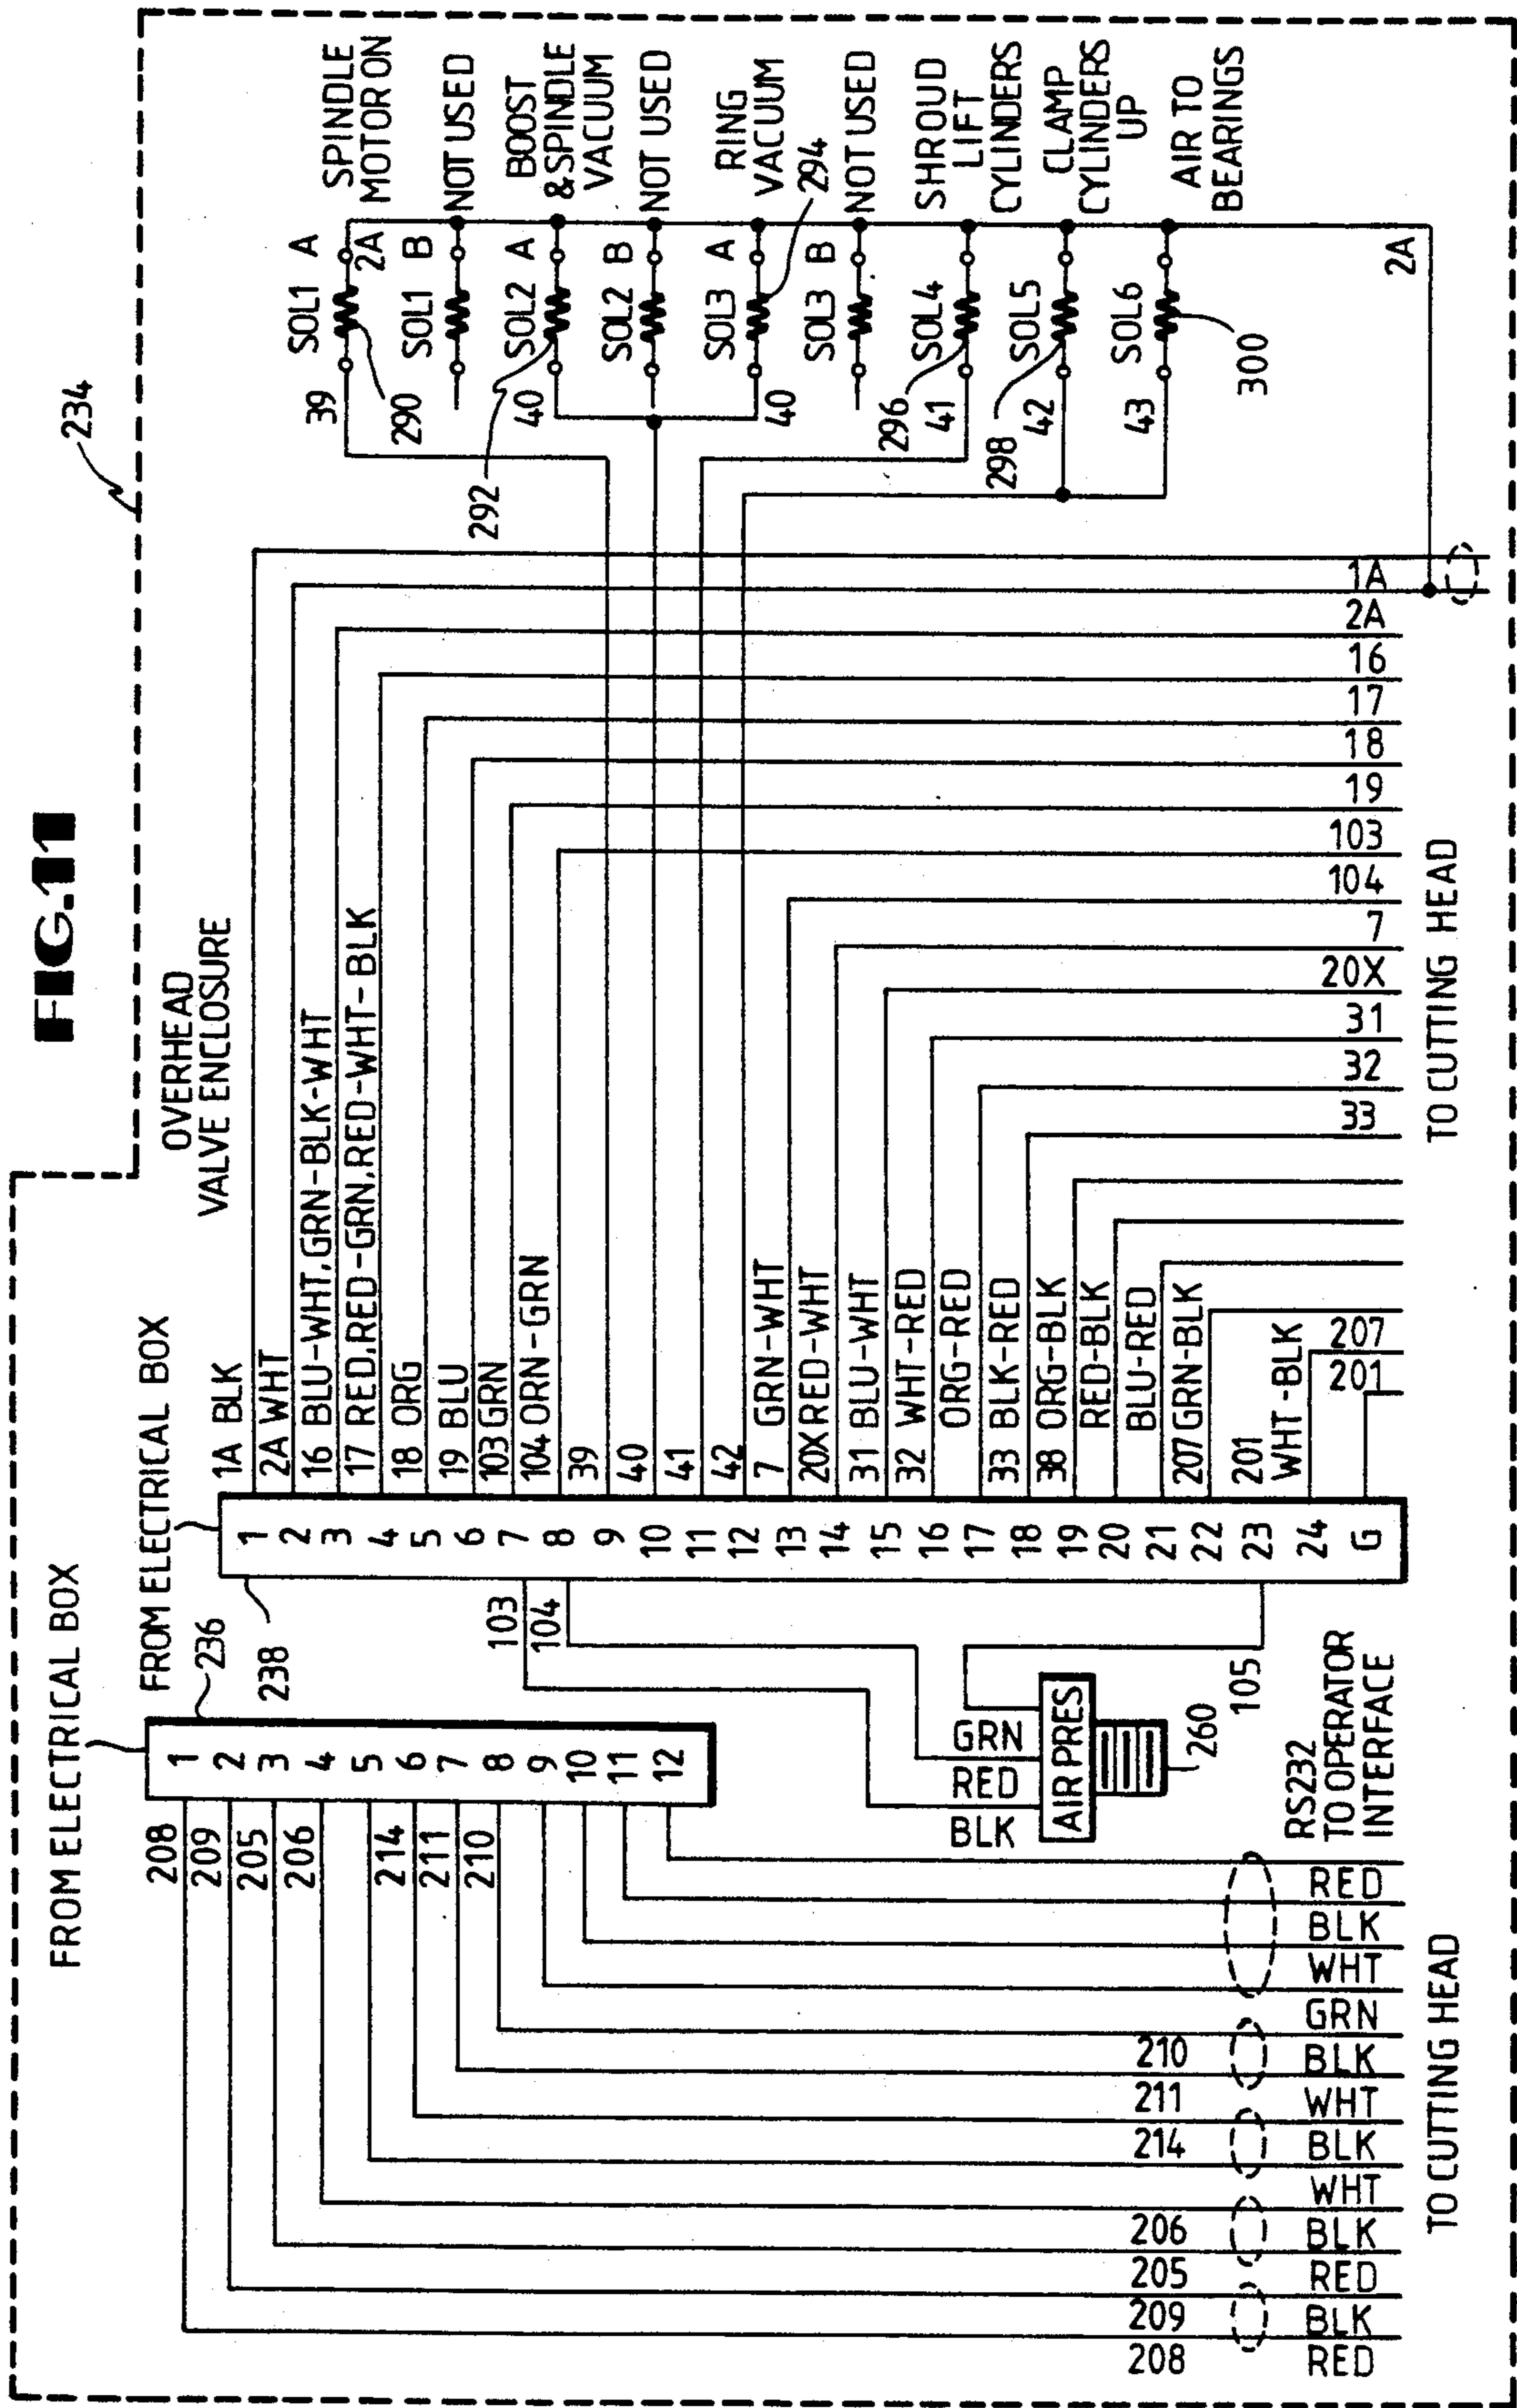 FIG.11
234
OVERHEAD
VALVE ENCLOSURE
FROM ELECTRICAL BOX
236
1
2
3
4
5
6
7
8
9
10
11
12
208
209
205
206
214
211
210
FROM ELECTRICAL BOX
238
1
2
3
4
5
6
7
8
9
10
11
12
13
14
15
16
17
18
19
20
21
22
23
24
G
1A BLK
2A WHT
16 BLU-WHT, GRN-BLK-WHT
17 RED, RED-GRN, RED-WHT-BLK
18 ORG
19 BLU
103 GRN
104 ORN-GRN
39
40
41
42
7 GRN-WHT
20X RED-WHT
31 BLU-WHT
32 WHT-RED
ORG-RED
33 BLK-RED
38 ORG-BLK
RED-BLK
BLU-RED
207 GRN-BLK
201
WHT-BLK
103
104
105
GRN
RED
BLK
AIR PRES
260
SOL1 A
SPINDLE
MOTOR ON
39
290
2A
SOL1 B
NOT USED
SOL2 A
BOOST
& SPINDLE
VACUUM
292
40
SOL2 B
NOT USED
SOL3 A
RING
VACUUM
294
40
SOL3 B
NOT USED
SOL4
SHROUD
LIFT
CYLINDERS
296
41
SOL5
CLAMP
CYLINDERS
UP
298
42
SOL6
AIR TO
BEARINGS
43
300
2A
1A
2A
16
17
18
19
103
104
7
20X
31
32
33
207
201
TO CUTTING HEAD
RS232
TO OPERATOR
INTERFACE
RED
BLK
WHT
GRN
210
BLK
211
WHT
214
BLK
WHT
206
BLK
205
RED
209
BLK
208
RED
TO CUTTING HEAD